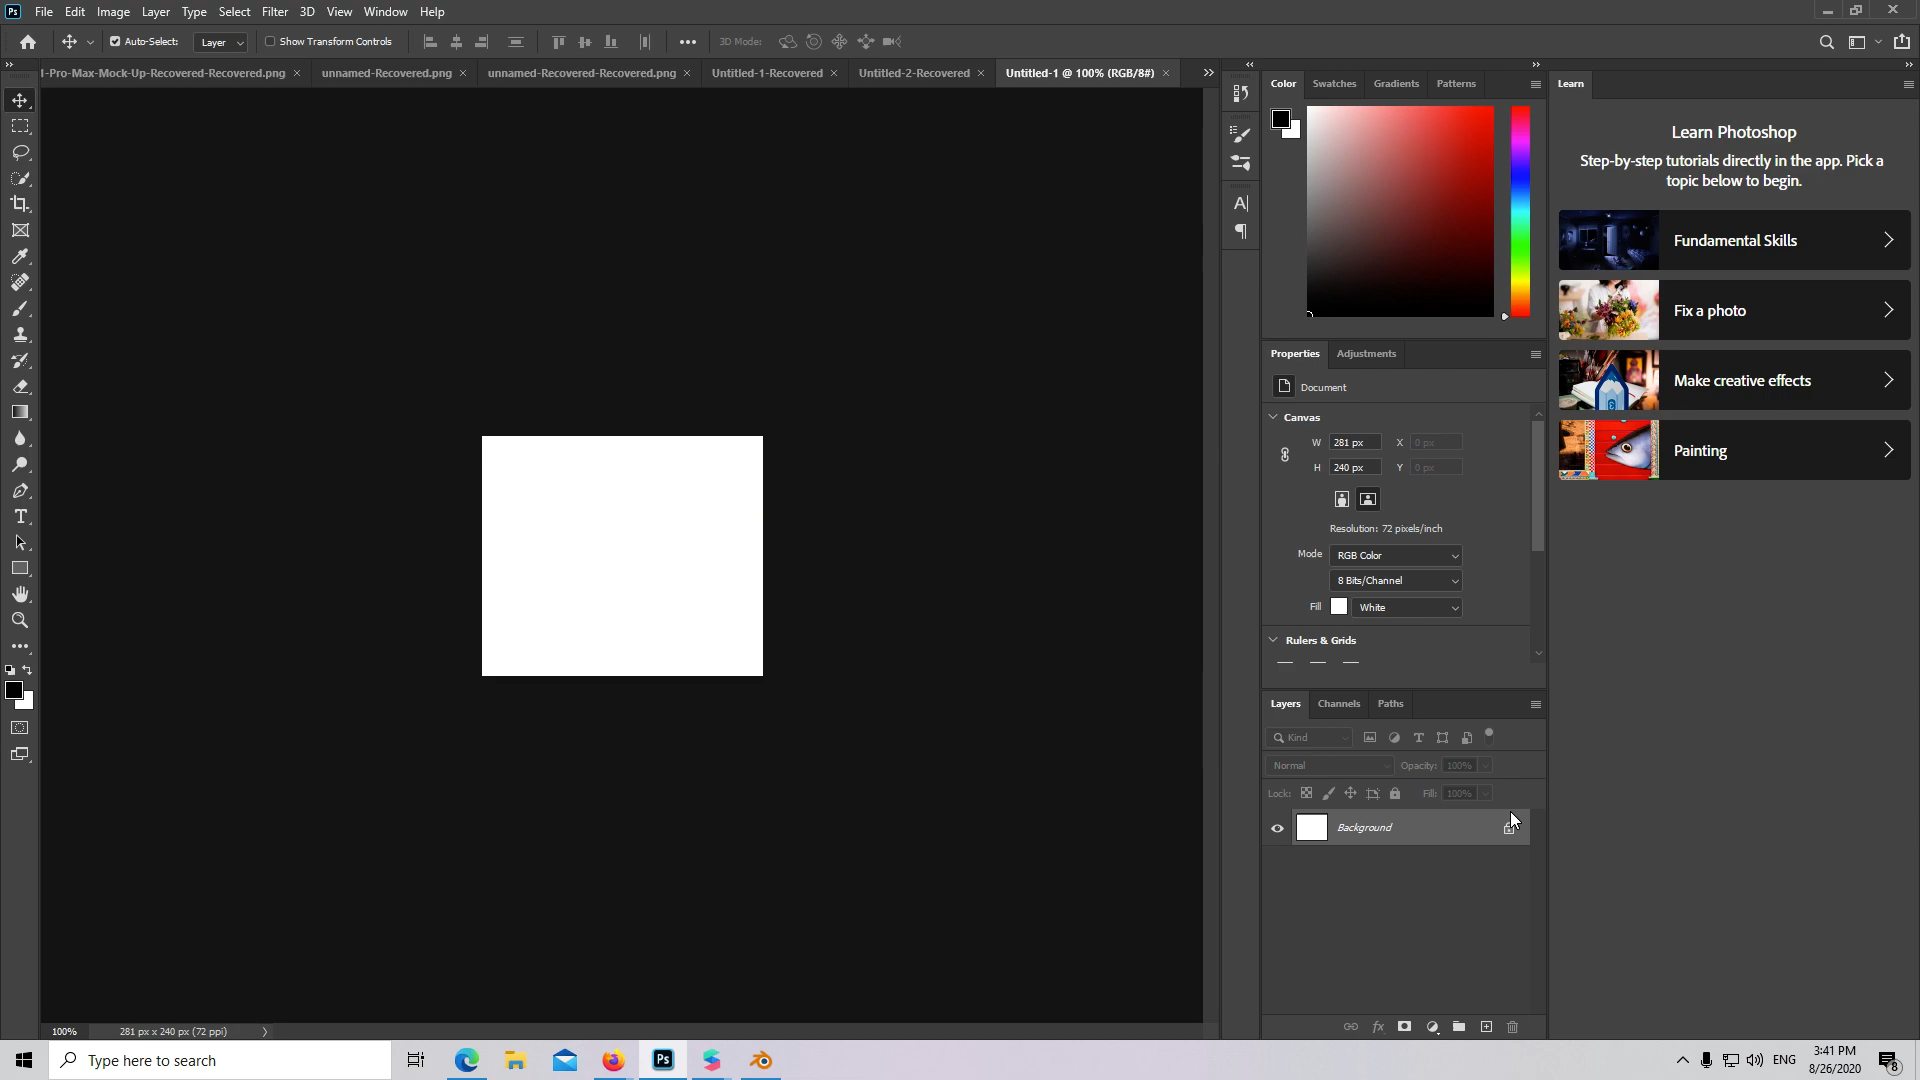 Ps File Edit Image Layer Type Select Filter 3D View Window Help
Auto-Select: Layer Show Transform Controls 3D Mode:
l-Pro-Max-Mock-Up-Recovered-Recovered.png unnamed-Recovered.png unnamed-Recovered-Recovered.png Untitled-1-Recovered Untitled-2-Recovered Untitled-1 @ 100% (RGB/8#)
Color Swatches Gradients Patterns
Learn
Learn Photoshop
Step-by-step tutorials directly in the app. Pick a
topic below to begin.
Fundamental Skills
Fix a photo
Make creative effects
Painting
Properties Adjustments
Document
Canvas
W 281 px X 0 px
H 240 px Y 0 px
Resolution: 72 pixels/inch
Mode RGB Color
8 Bits/Channel
Fill White
Rulers & Grids
Layers Channels Paths
Kind
Normal Opacity: 100%
Lock: Fill: 100%
Background
fx
100% 281 px x 240 px (72 ppi)
Type here to search
Ps
ENG
3:41 PM
8/26/2020
8